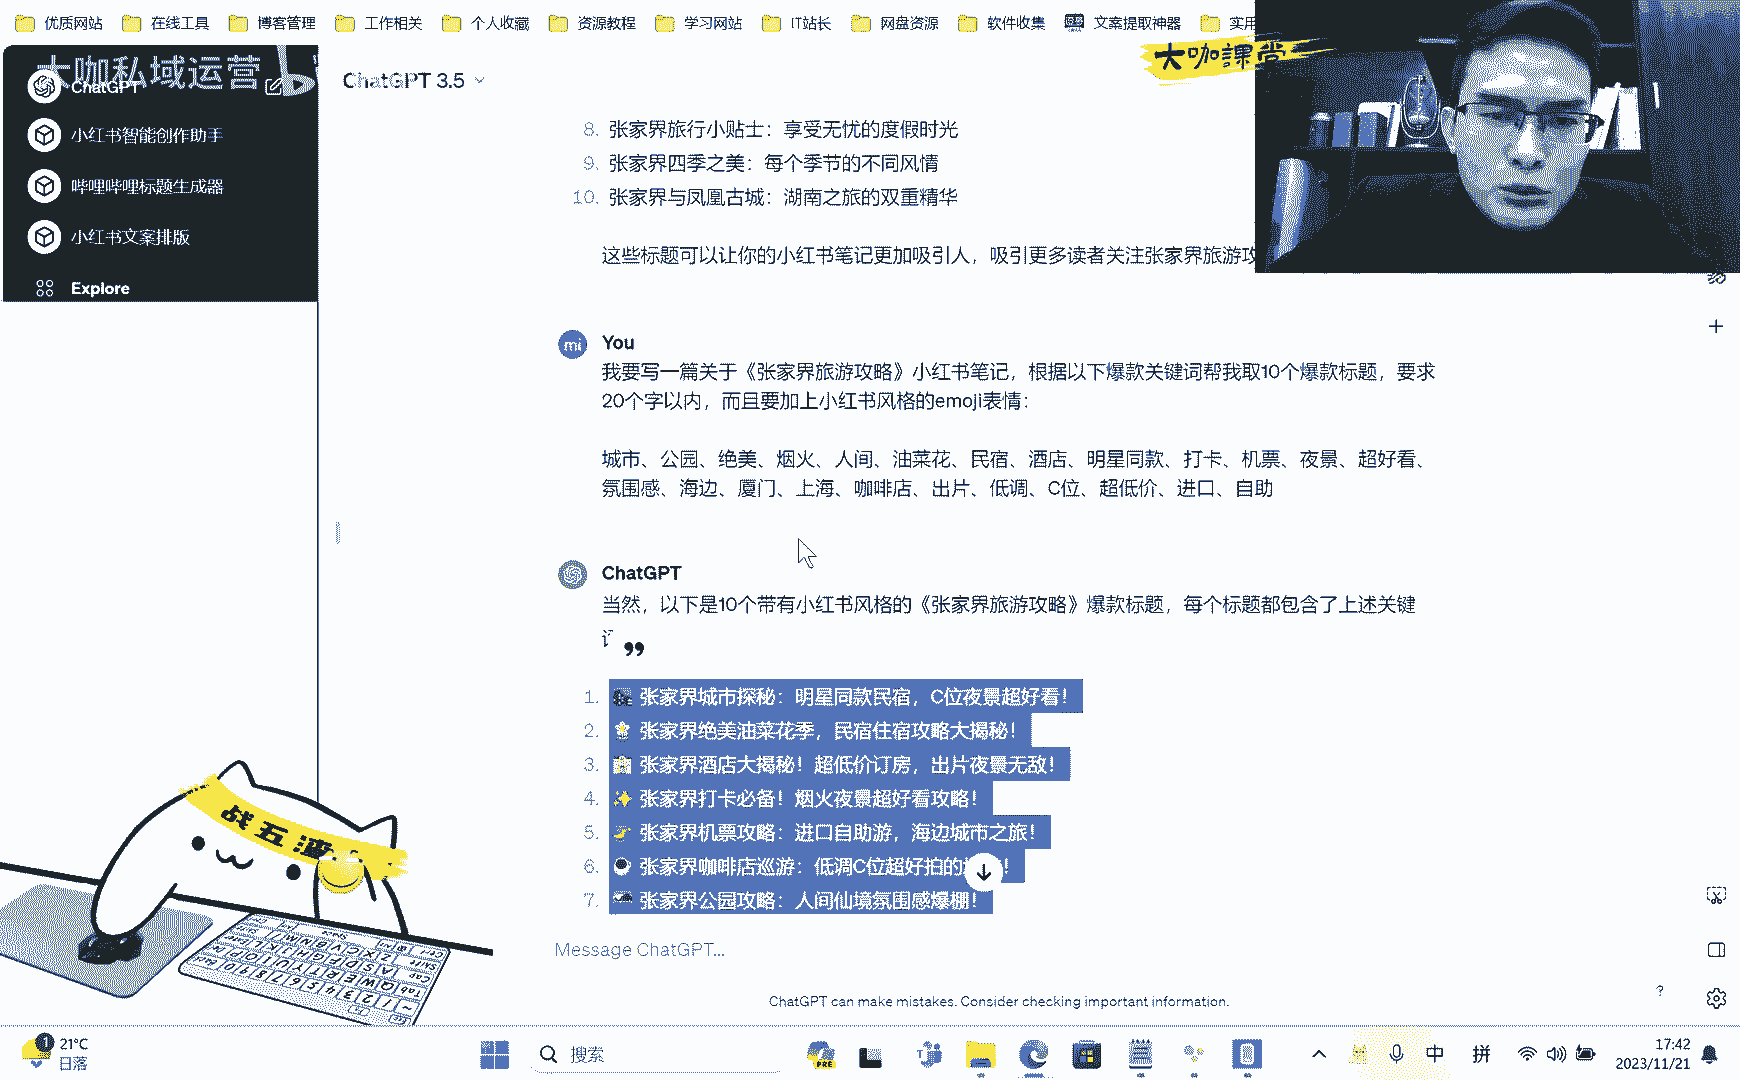 优质网站 在线工具 博客管理 工作相关 个人收藏 资源教程 学习网站 IT站长 网盘资源 软件收集 文案提取神器 实用
大咖私域运营
大咖課堂
ChatGPT
小红书智能创作助手
哔哩哔哩标题生成器
小红书文案排版
Explore
ChatGPT 3.5
8. 张家界旅行小贴士：享受无忧的度假时光
9. 张家界四季之美：每个季节的不同风情
10. 张家界与凤凰古城：湖南之旅的双重精华
这些标题可以让你的小红书笔记更加吸引人，吸引更多读者关注张家界旅游攻
mi
You
我要写一篇关于《张家界旅游攻略》小红书笔记，根据以下爆款关键词帮我取10个爆款标题，要求
20个字以内，而且要加上小红书风格的emoji表情：
城市、公园、绝美、烟火、人间、油菜花、民宿、酒店、明星同款、打卡、机票、夜景、超好看、
氛围感、海边、厦门、上海、咖啡店、出片、低调、C位、超低价、进口、自助
ChatGPT
当然，以下是10个带有小红书风格的《张家界旅游攻略》爆款标题，每个标题都包含了上述关键
1. 张家界城市探秘：明星同款民宿，C位夜景超好看！
2. 张家界绝美油菜花季，民宿住宿攻略大揭秘！
3. 张家界酒店大揭秘！超低价订房，出片夜景无敌！
4. 张家界打卡必备！烟火夜景超好看攻略！
5. 张家界机票攻略：进口自助游，海边城市之旅！
6. 张家界咖啡店巡游：低调C位超好拍的 ！
7. 张家界公园攻略：人间仙境氛围感爆棚！
Message ChatGPT...
ChatGPT can make mistakes. Consider checking important information.
?
战五渣
1
21°C
日落
搜索
PRE
中
拼
17:42
2023/11/21